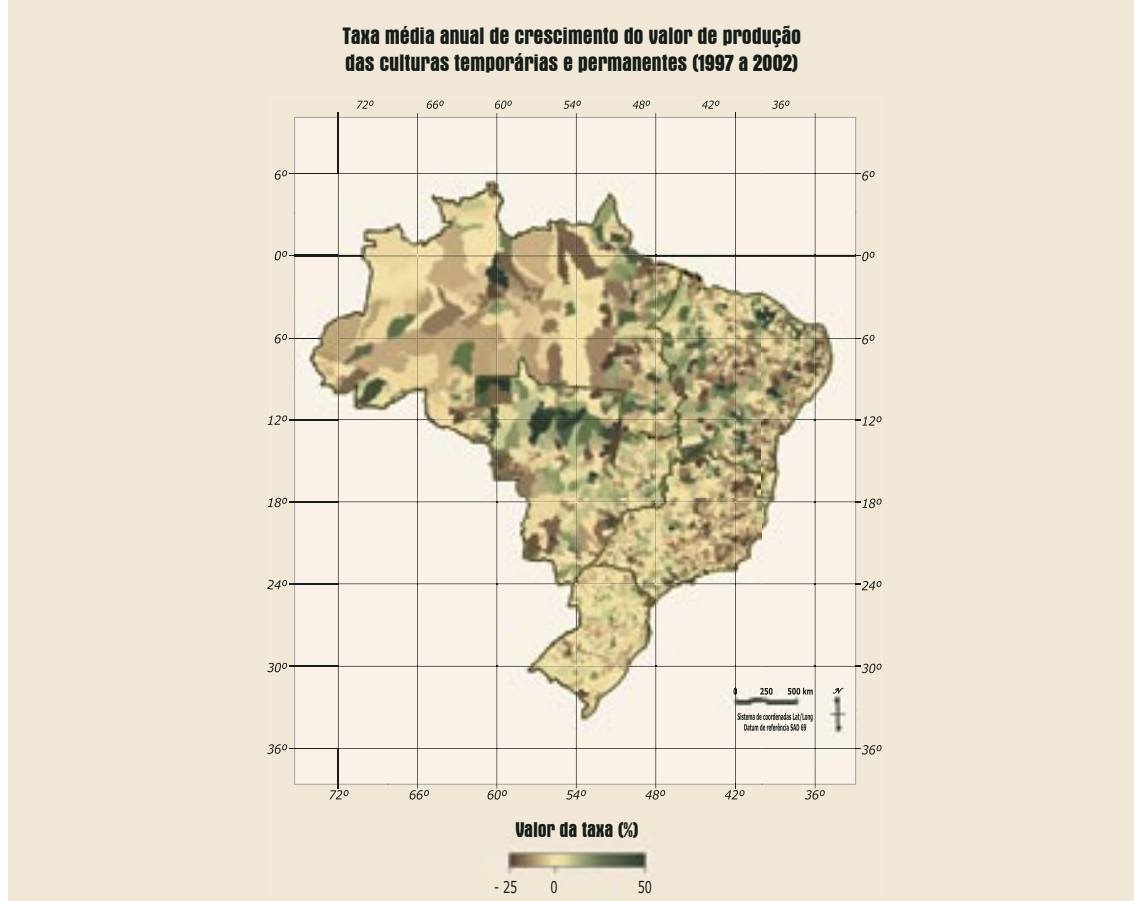 Taxa média anual de crescimento do valor de produção
das culturas temporárias e permanentes (1997 a 2002)
72º 66º 60º 54º 48º 42º 36º
6º 6º
0º 0º
6º 6º
12º 12º
18º 18º
24º 24º
30º 30º
0 250 500 km N
Sistema de coordenadas Lat/Long
Datum de referência SAD 69
36º 36º
72º 66º 60º 54º 48º 42º 36º
Valor da taxa (%)
- 25 0 50